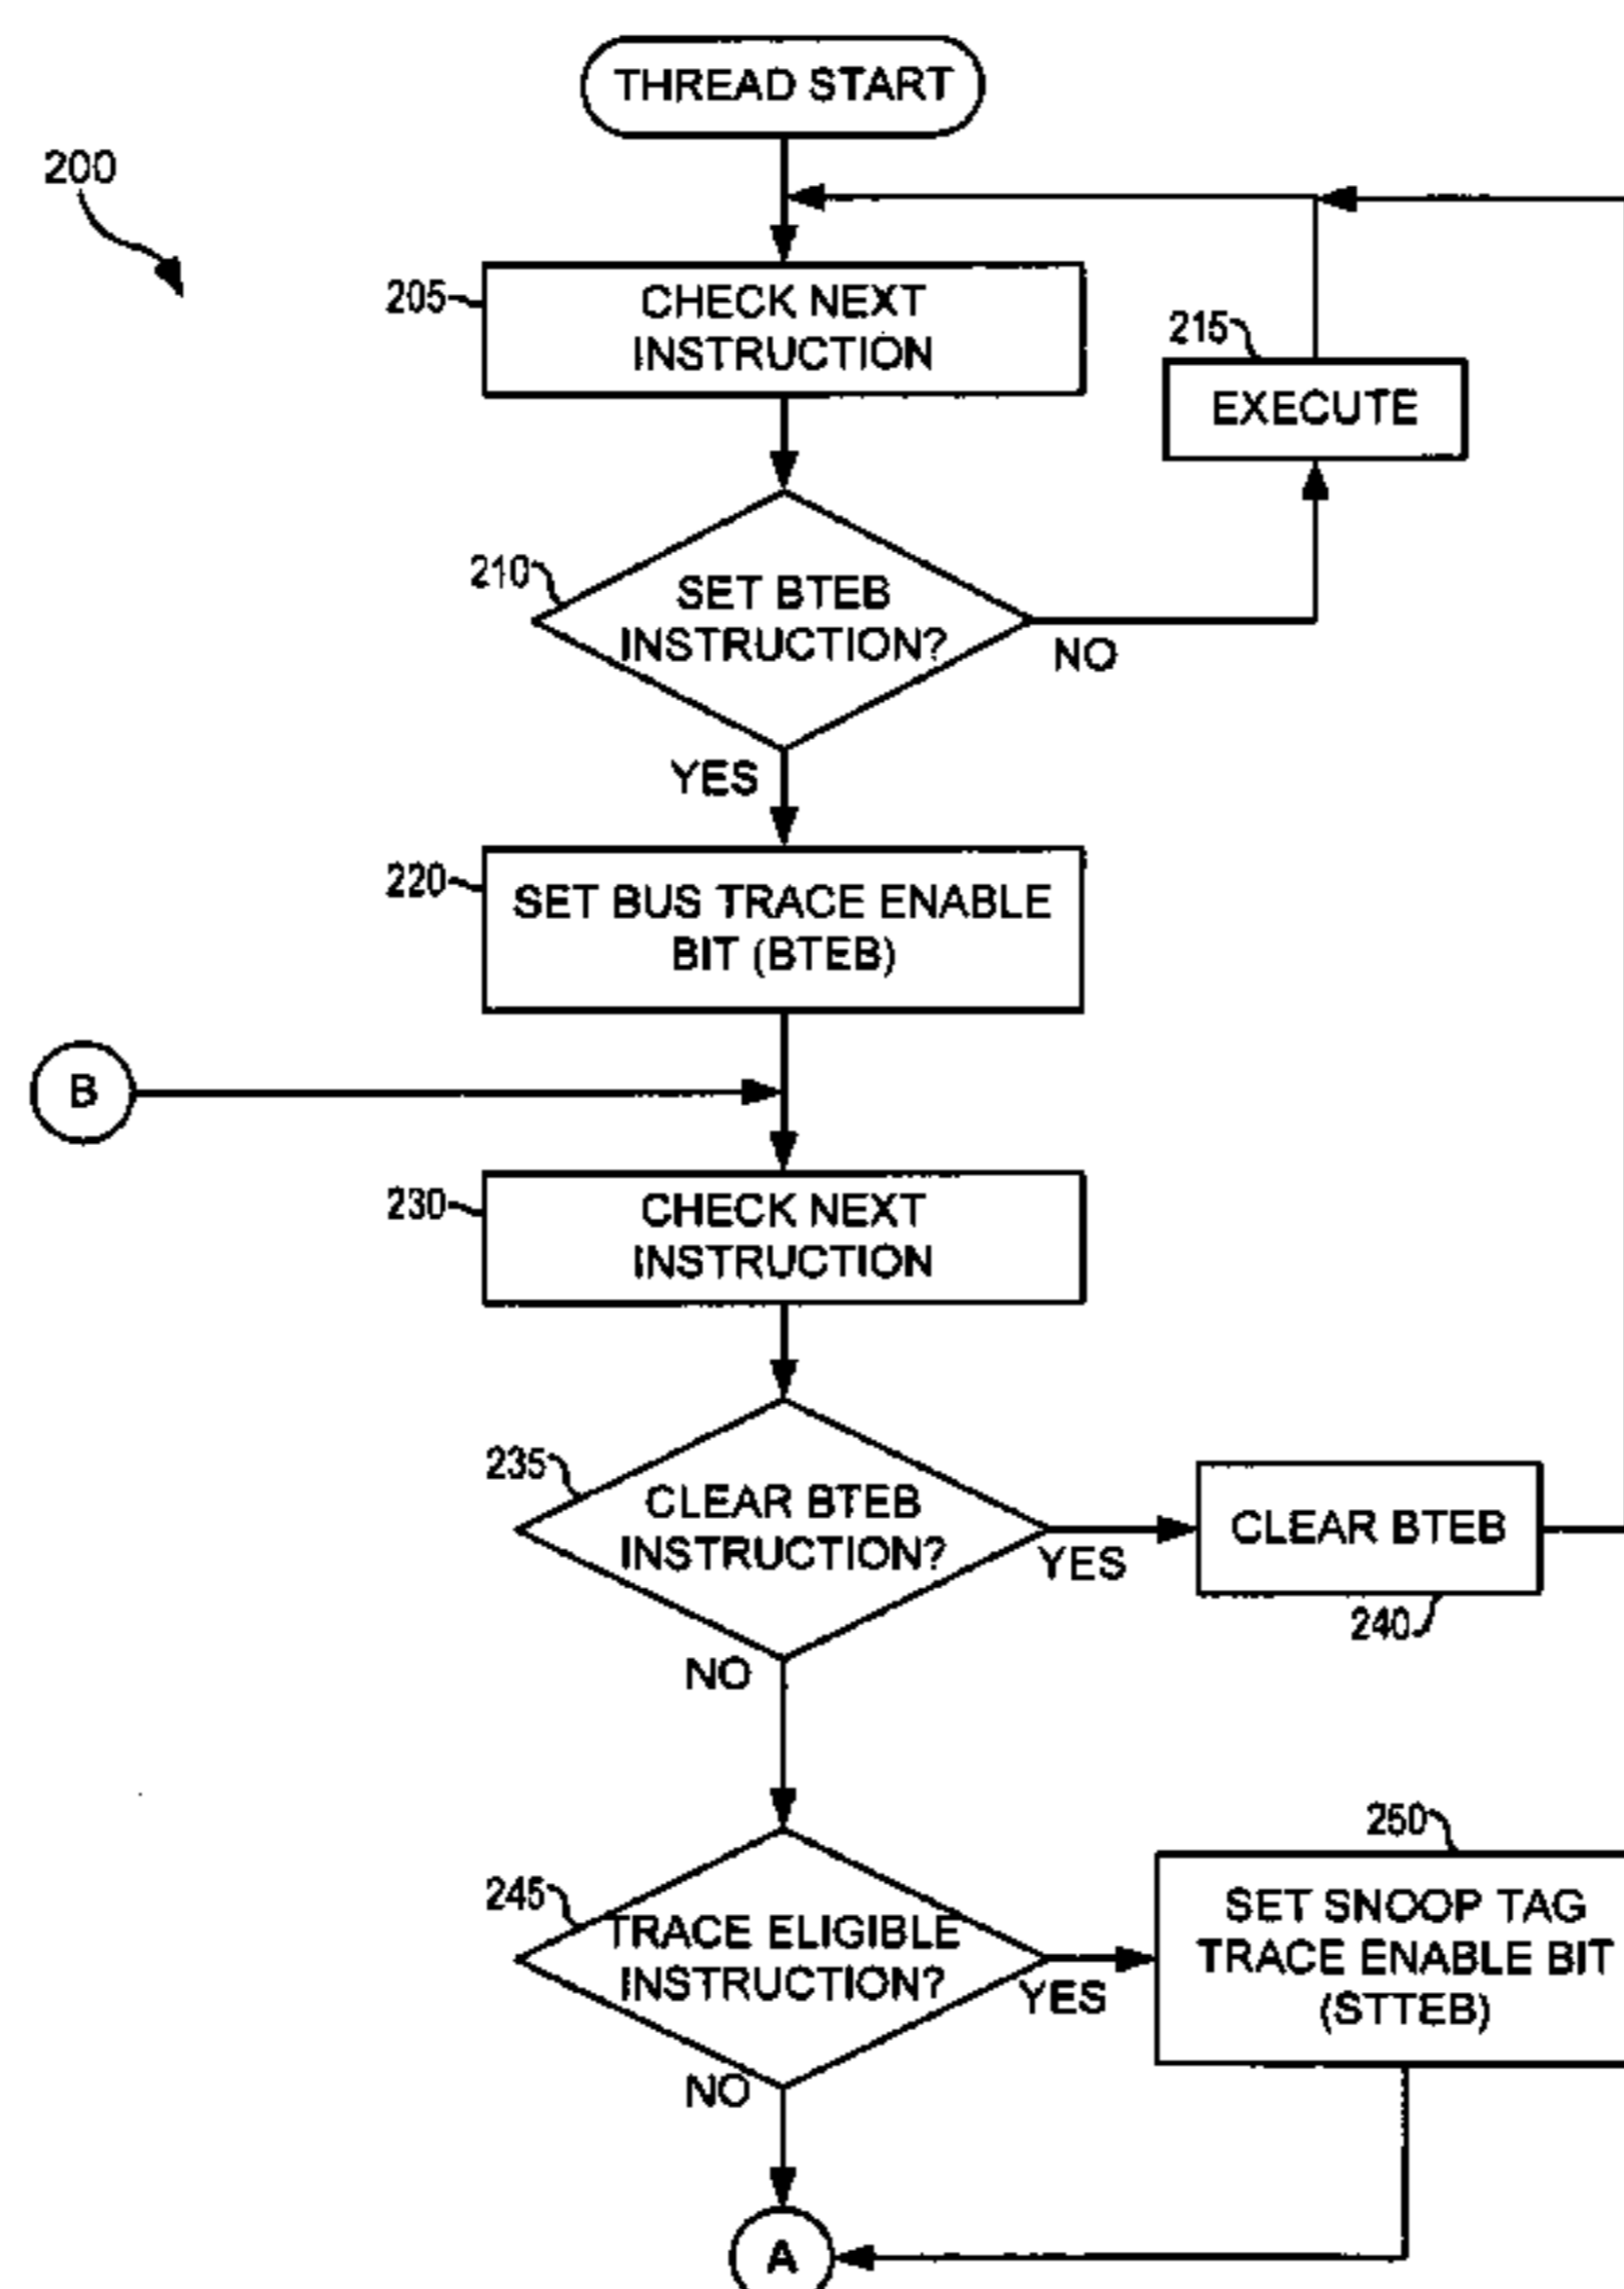 THREAD START
200
205
CHECK NEXT
INSTRUCTION
215
EXECUTE
210
SET BTEB
INSTRUCTION?
NO
YES
220
SET BUS TRACE ENABLE
BIT (BTEB)
B
230
CHECK NEXT
INSTRUCTION
235
CLEAR BTEB
INSTRUCTION?
YES
CLEAR BTEB
240
NO
250
245
TRACE ELIGIBLE
INSTRUCTION?
YES
SET SNOOP TAG
TRACE ENABLE BIT
(STTEB)
NO
A